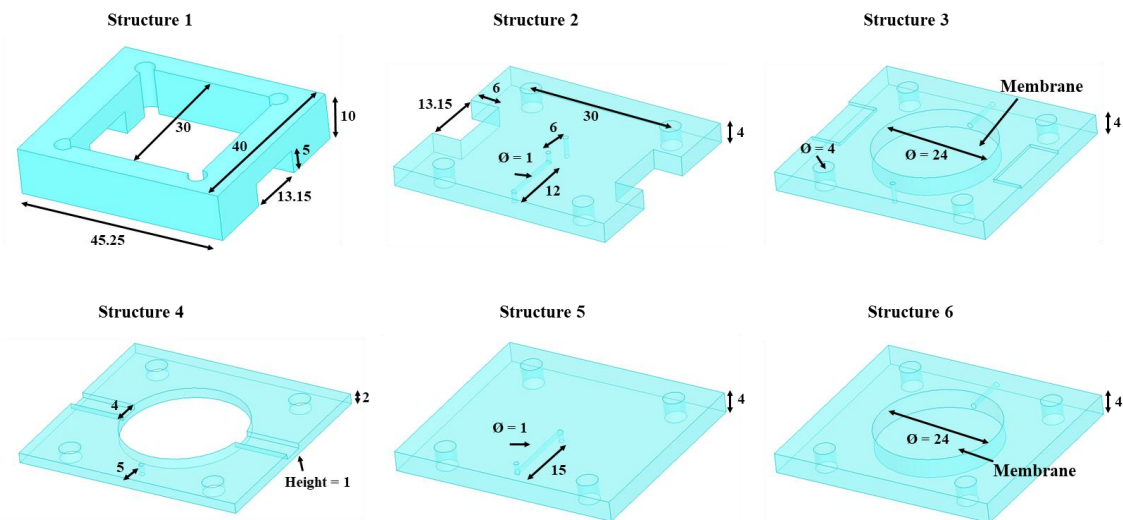 Structure 1
Structure 2
Structure 3
30
40
10
5
13.15
45.25
6
13.15
30
6
Ø = 1
12
4
Membrane
4
Ø = 4
Ø = 24
Structure 4
Structure 5
Structure 6
4
2
5
Height = 1
Ø = 1
15
4
Ø = 24
4
Membrane